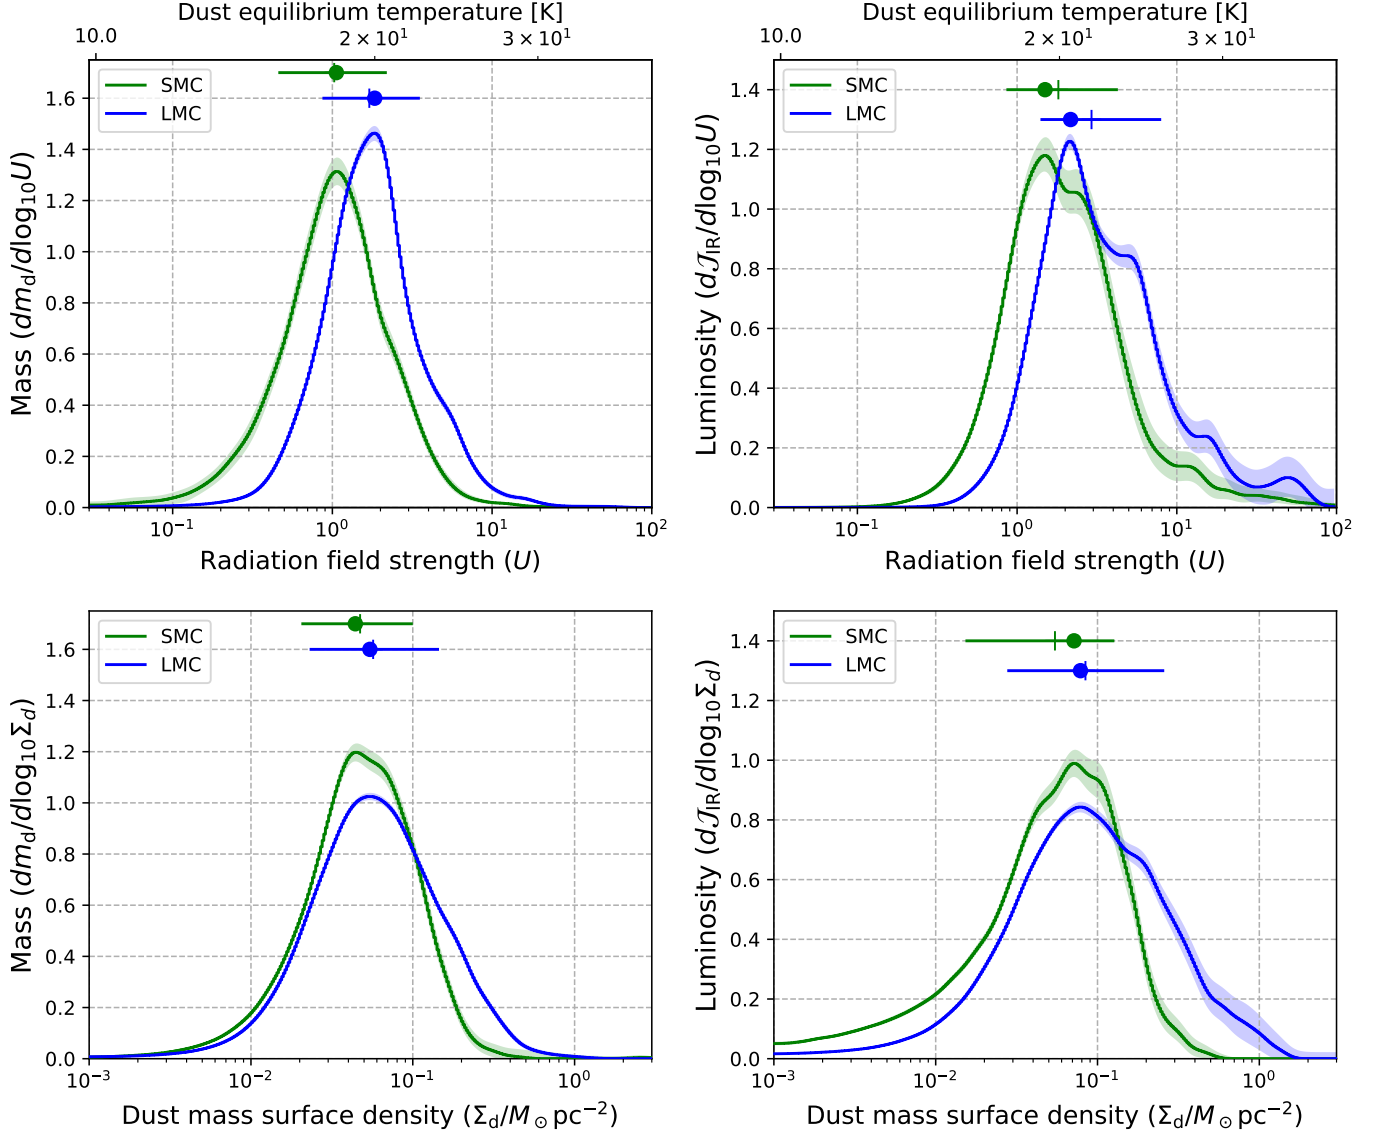 Dust equilibrium temperature [K]
10.0 2 × 10¹ 3 × 10¹
SMC
LMC
1.6
1.4
1.2
1.0
0.8
0.6
0.4
0.2
0.0
Mass (dm_d/dlog₁₀U)
10⁻¹ 10⁰ 10¹ 10²
Radiation field strength (U)
Dust equilibrium temperature [K]
10.0 2 × 10¹ 3 × 10¹
SMC
LMC
1.4
1.2
1.0
0.8
0.6
0.4
0.2
0.0
Luminosity (dℐ_IR/dlog₁₀U)
10⁻¹ 10⁰ 10¹ 10²
Radiation field strength (U)
SMC
LMC
1.6
1.4
1.2
1.0
0.8
0.6
0.4
0.2
0.0
Mass (dm_d/dlog₁₀Σ_d)
10⁻³ 10⁻² 10⁻¹ 10⁰
Dust mass surface density (Σ_d/M_⊙ pc⁻²)
SMC
LMC
1.4
1.2
1.0
0.8
0.6
0.4
0.2
0.0
Luminosity (dℐ_IR/dlog₁₀Σ_d)
10⁻³ 10⁻² 10⁻¹ 10⁰
Dust mass surface density (Σ_d/M_⊙ pc⁻²)